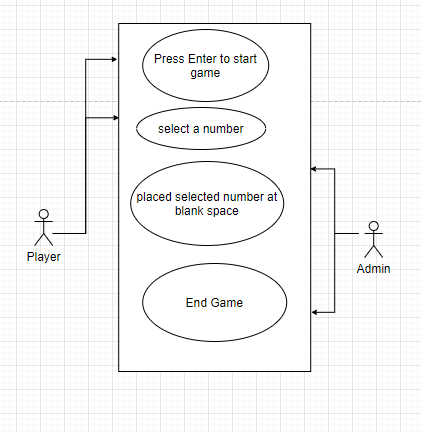 Press Enter to start
game
select a number
placed selected number at
blank space
Player
Admin
End Game